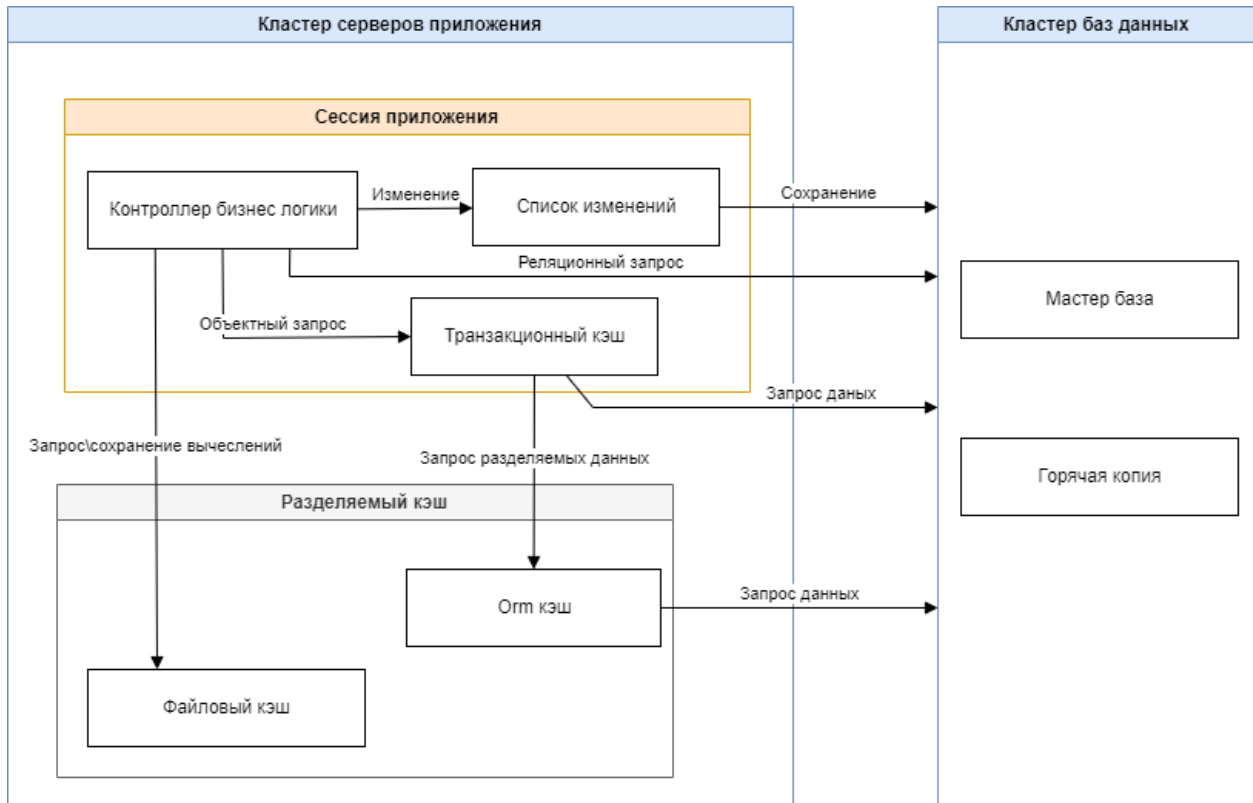 Кластер серверов приложения
Кластер баз данных
Сессия приложения
Контроллер бизнес логики
Изменение
Список изменений
Сохранение
Реляционный запрос
Мастер база
Объектный запрос
Транзакционный кэш
Запрос даных
Запрос\сохранение вычеслений
Запрос разделяемых данных
Горячая копия
Разделяемый кэш
Orm кэш
Запрос данных
Файловый кэш